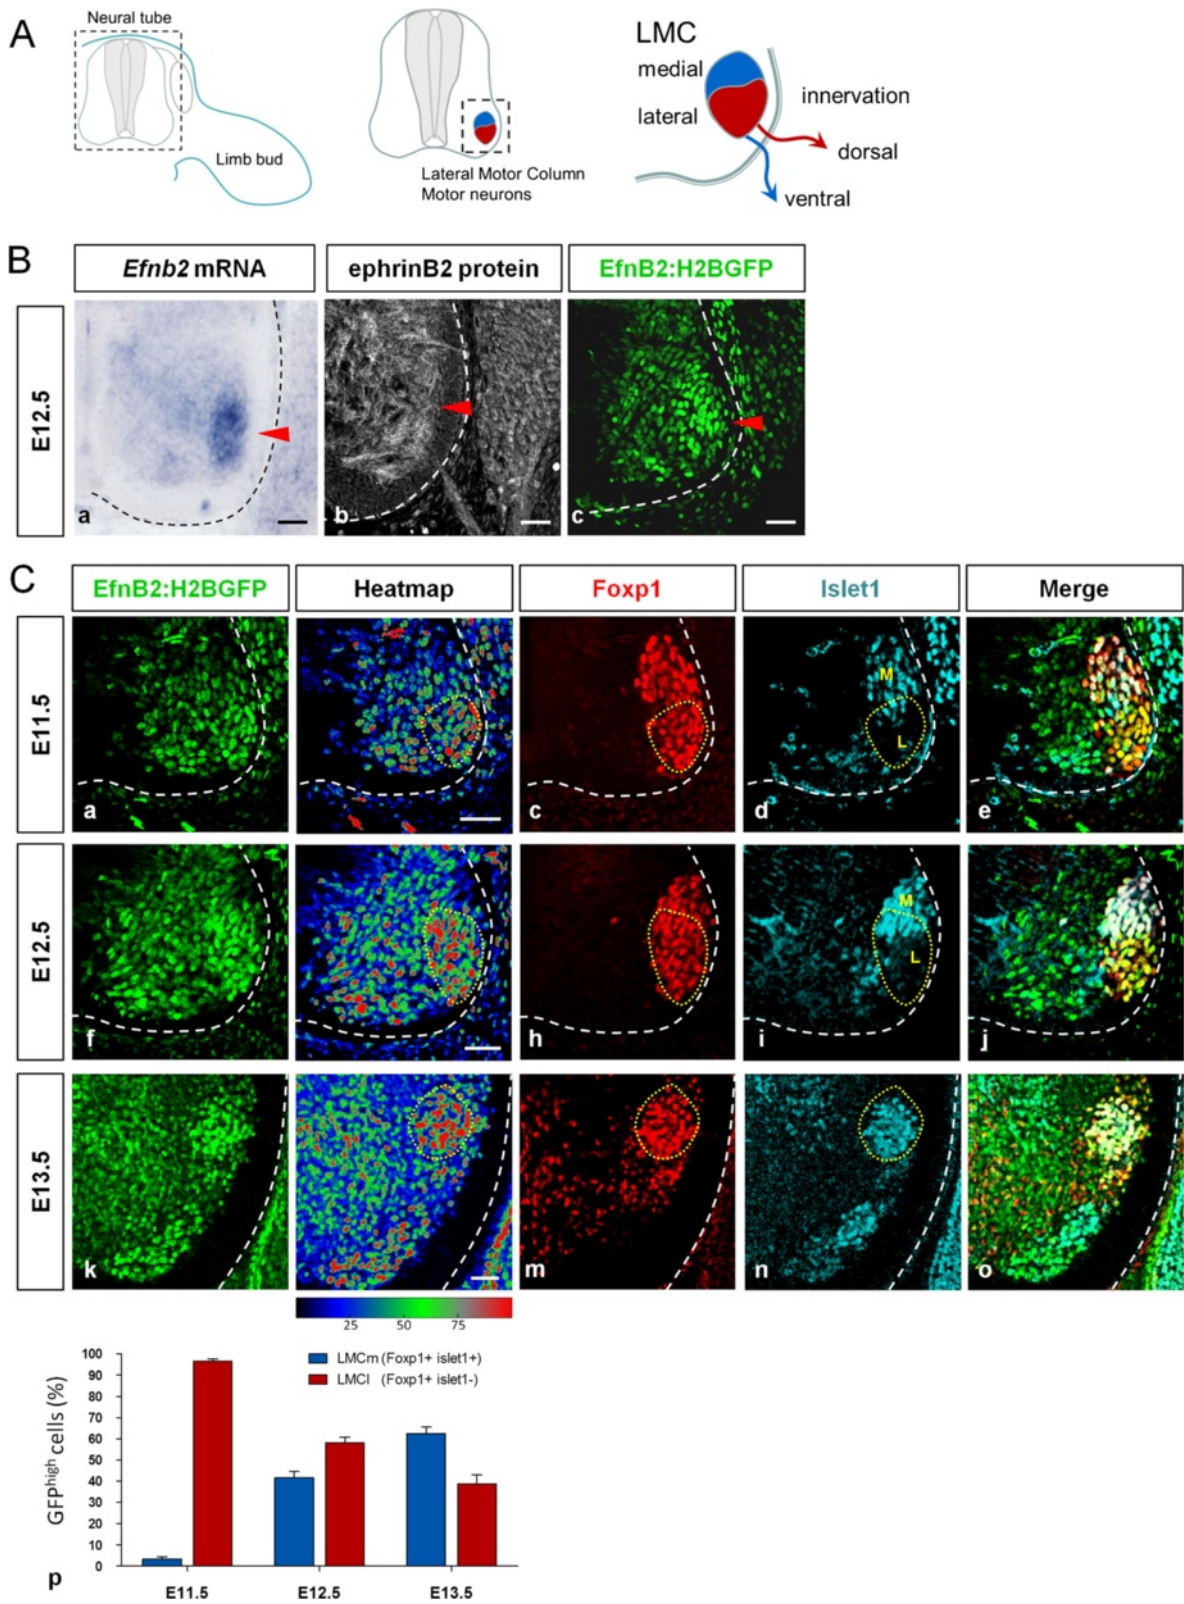 A
Neural tube
Limb bud
Lateral Motor Column
Motor neurons
LMC
medial
lateral
innervation
dorsal
ventral
B
Efnb2 mRNA
ephrinB2 protein
EfnB2:H2BGFP
E12.5
a
b
c
C
EfnB2:H2BGFP
Heatmap
Foxp1
Islet1
Merge
E11.5
a
c
M
L
d
e
E12.5
f
h
M
L
i
j
E13.5
k
m
n
o
25
50
75
GFPhigh cells (%)
100
90
80
70
60
50
40
30
20
10
0
LMCm (Foxp1+ islet1+)
LMCl (Foxp1+ islet1-)
p
E11.5
E12.5
E13.5